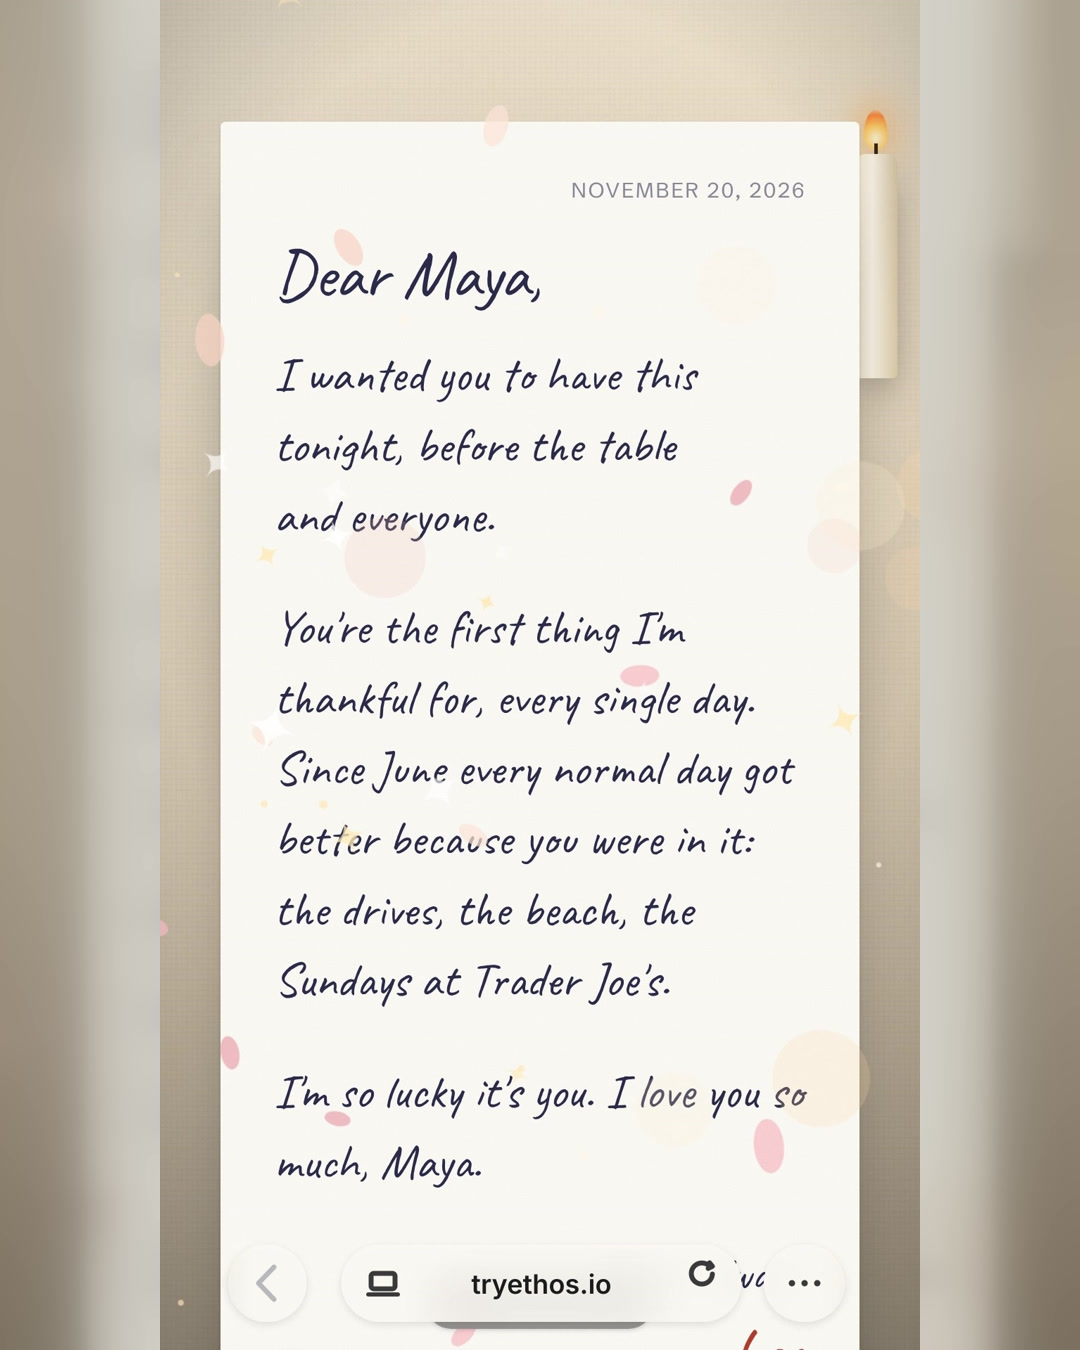 NOVEMBER 20, 2026
Dear Maya,
I wanted you to have this
tonight, before the table
and everyone.
You're the first thing I'm
thankful for, every single day.
Since June every normal day got
better because you were in it:
the drives, the beach, the
Sundays at Trader Joe's.
I'm so lucky it's you. I love you so
much, Maya.
tryethos.io